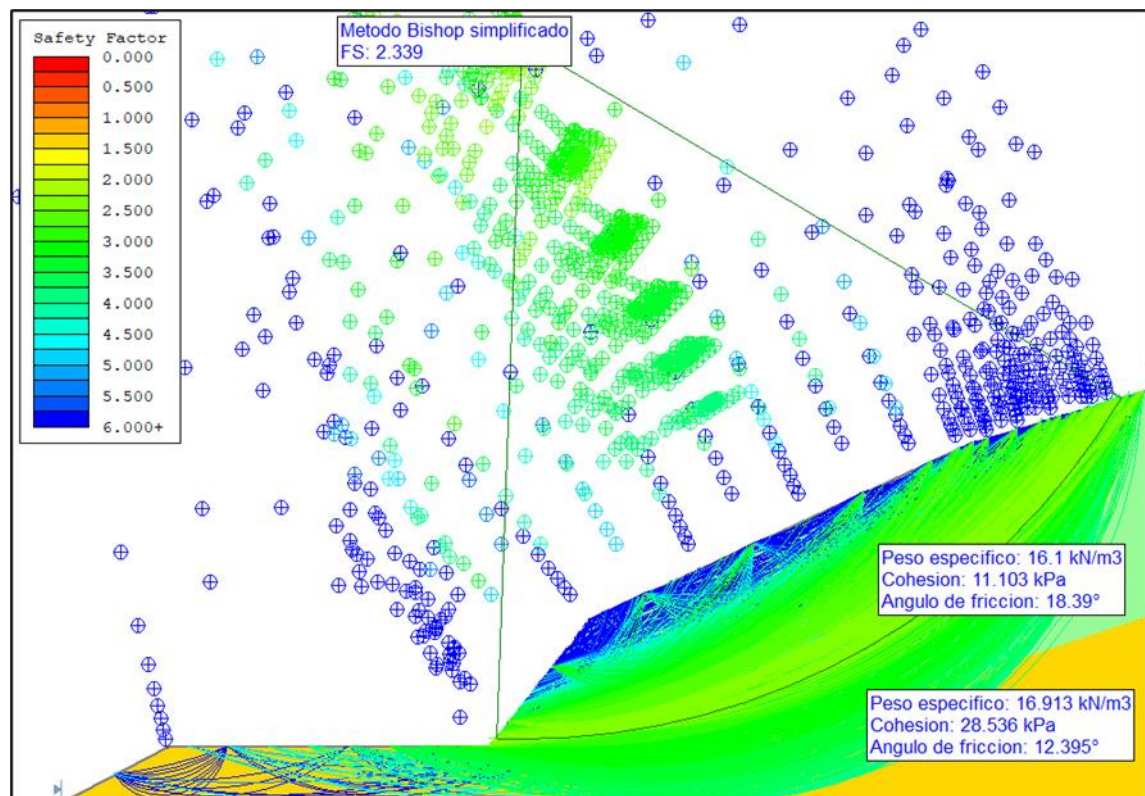 Safety Factor
0.000
0.500
1.000
1.500
2.000
2.500
3.000
3.500
4.000
4.500
5.000
5.500
6.000+
Metodo Bishop simplificado
FS: 2.339
Peso especifico: 16.1 kN/m3
Cohesion: 11.103 kPa
Angulo de friccion: 18.39°
Peso especifico: 16.913 kN/m3
Cohesion: 28.536 kPa
Angulo de friccion: 12.395°